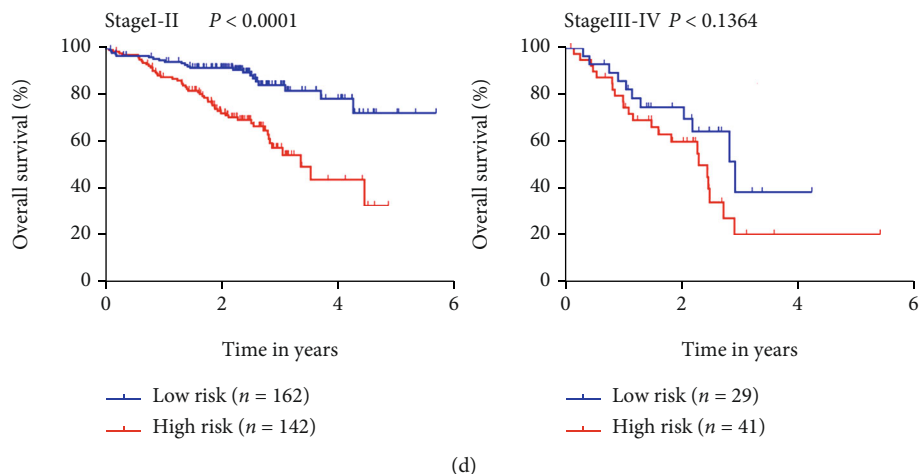 StageI-II P < 0.0001
100
80
60
40
20
0
Overall survival (%)
0 2 4 6
Time in years
Low risk (n = 162)
High risk (n = 142)
StageIII-IV P < 0.1364
100
80
60
40
20
0
Overall survival (%)
0 2 4 6
Time in years
Low risk (n = 29)
High risk (n = 41)
(d)